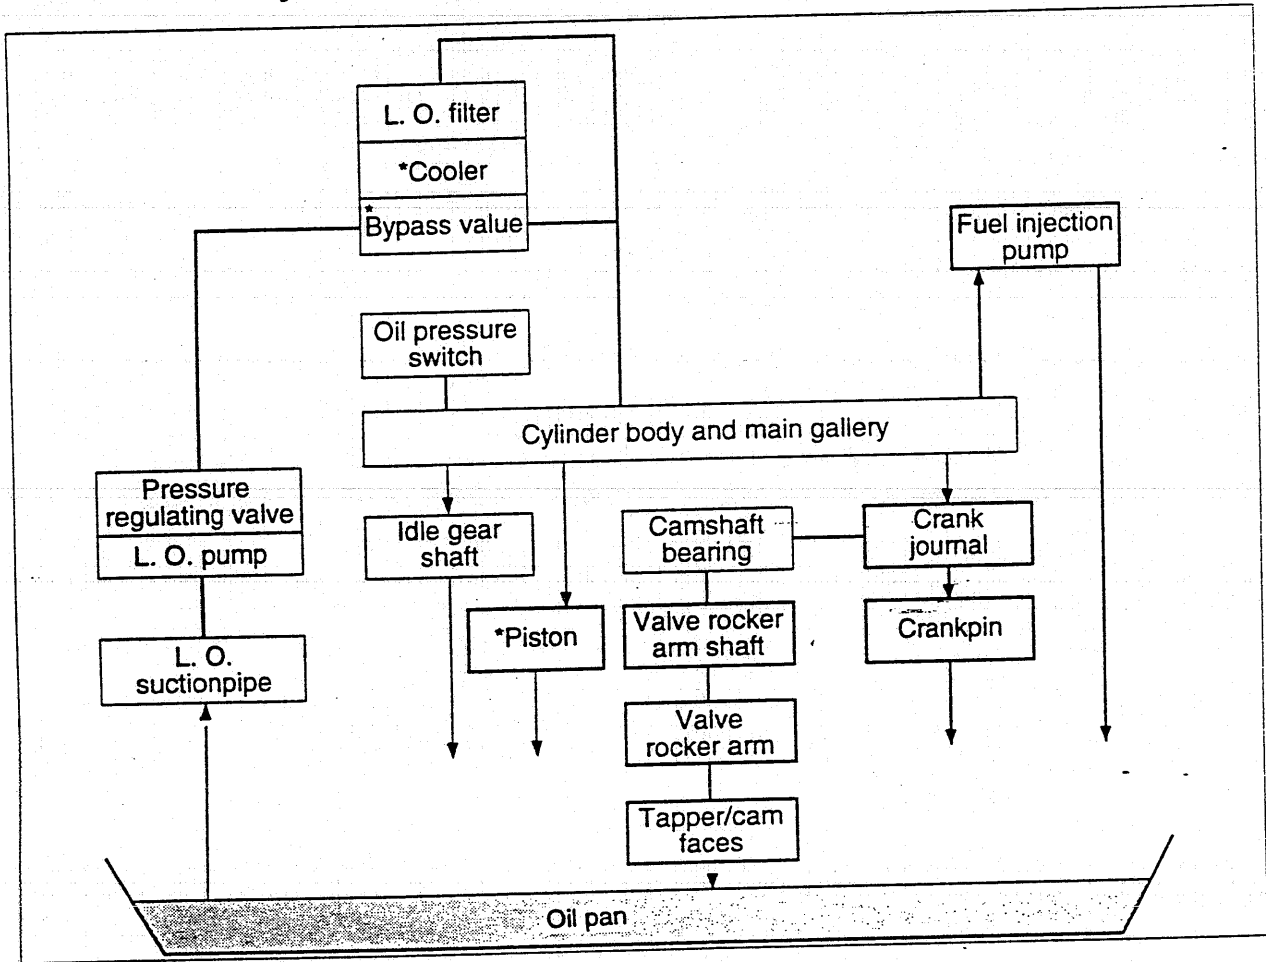 L. O. filter
*Cooler
*Bypass value
Fuel injection
pump
Oil pressure
switch
Cylinder body and main gallery
Pressure
regulating valve
L. O. pump
Idle gear
shaft
Camshaft
bearing
Crank
journal
*Piston
Valve rocker
arm shaft
Crankpin
L. O.
suctionpipe
Valve
rocker arm
Tapper/cam
faces
Oil pan